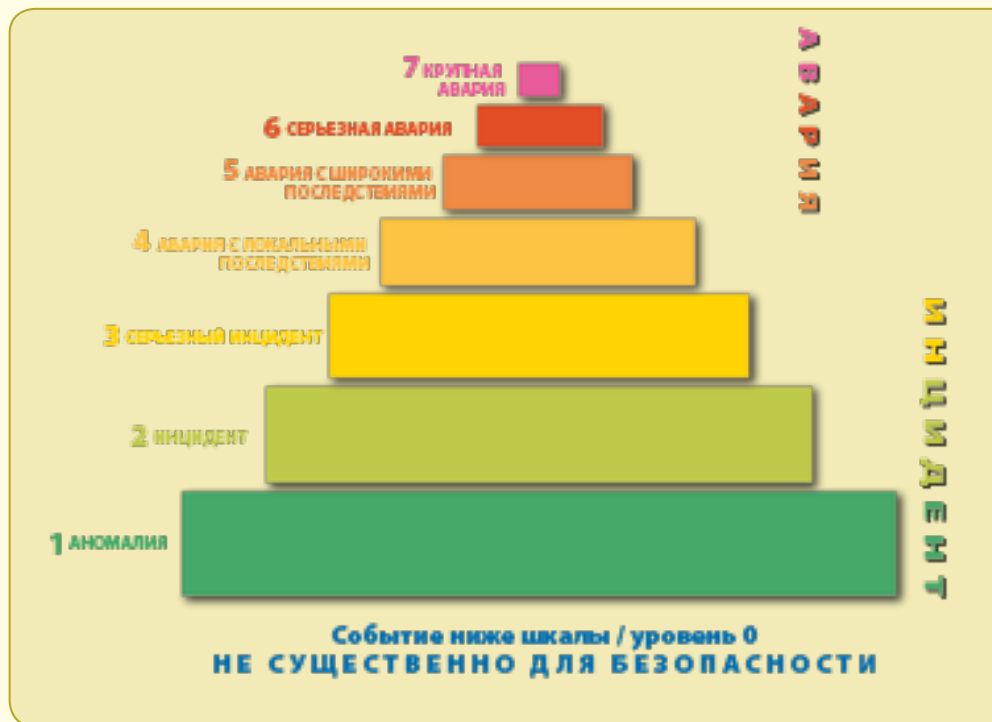 7 КРУПНАЯ
АВАРИЯ
6 СЕРЬЕЗНАЯ АВАРИЯ
5 АВАРИЯ С ШИРОКИМИ
ПОСЛЕДСТВИЯМИ
4 АВАРИЯ С ЛОКАЛЬНЫМИ
ПОСЛЕДСТВИЯМИ
3 СЕРЬЕЗНЫЙ ИНЦИДЕНТ
2 ИНЦИДЕНТ
1 АНОМАЛИЯ
АВАРИЯ
ИНЦИДЕНТ
Событие ниже шкалы / уровень 0
НЕ СУЩЕСТВЕННО ДЛЯ БЕЗОПАСНОСТИ